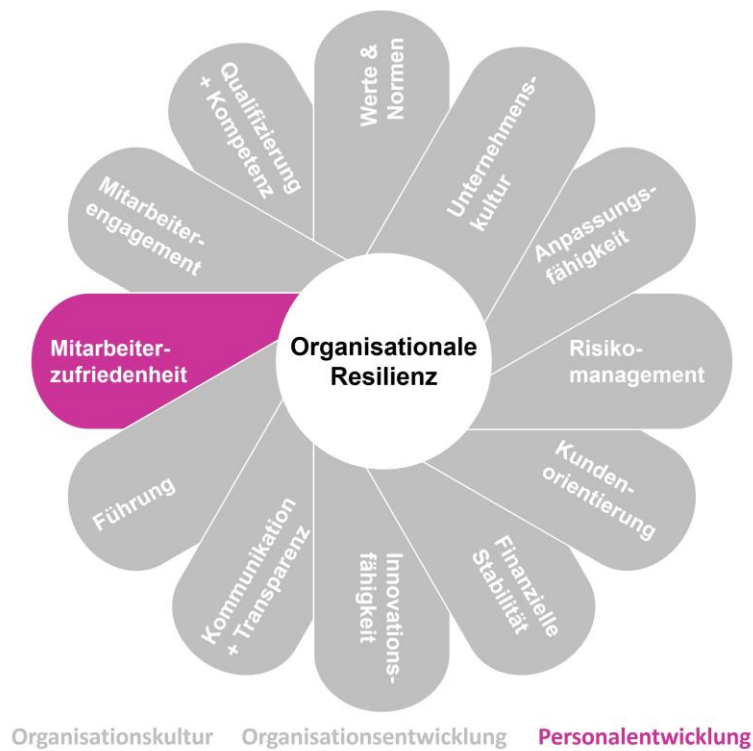 Organisationale
Resilienz
Werte &
Normen
Unternehmens-
kultur
Anpassungs-
fähigkeit
Risiko-
management
Kunden-
orientierung
Finanzielle
Stabilität
Innovations-
fähigkeit
Kommunikation
+ Transparenz
Führung
Mitarbeiter-
zufriedenheit
Mitarbeiter-
engagement
Qualifizierung
+ Kompetenz
Organisationskultur Organisationsentwicklung Personalentwicklung